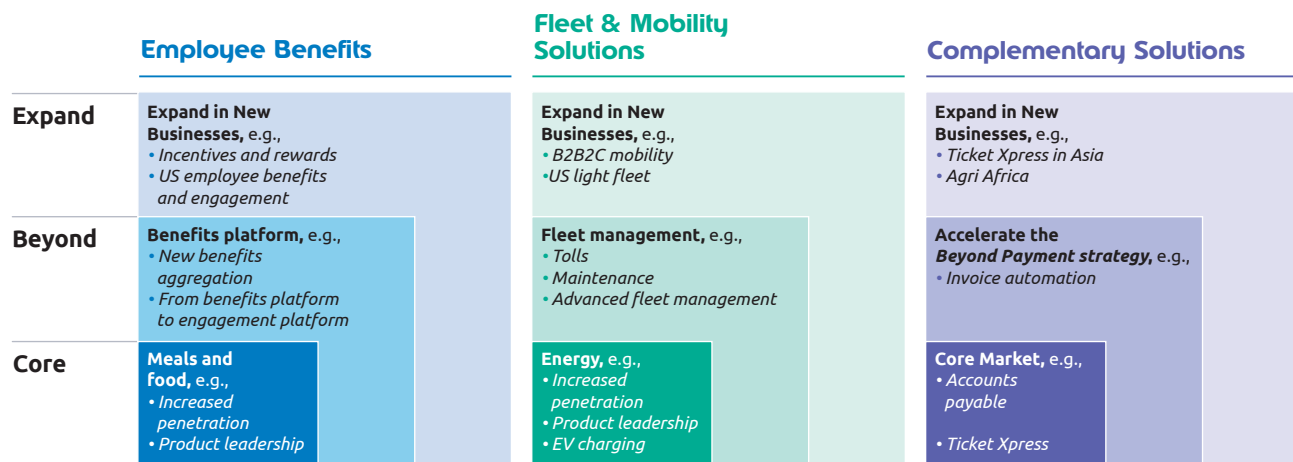 Employee Benefits
Fleet & Mobility
Solutions
Complementary Solutions
Expand
Expand in New
Businesses, e.g.,
• Incentives and rewards
• US employee benefits
and engagement
Expand in New
Businesses, e.g.,
• B2B2C mobility
•US light fleet
Expand in New
Businesses, e.g.,
• Ticket Xpress in Asia
• Agri Africa
Beyond
Benefits platform, e.g.,
• New benefits
aggregation
• From benefits platform
to engagement platform
Fleet management, e.g.,
• Tolls
• Maintenance
• Advanced fleet management
Accelerate the
Beyond Payment strategy, e.g.,
• Invoice automation
Core
Meals and
food, e.g.,
• Increased
penetration
• Product leadership
Energy, e.g.,
• Increased
penetration
• Product leadership
• EV charging
Core Market, e.g.,
• Accounts
payable
• Ticket Xpress